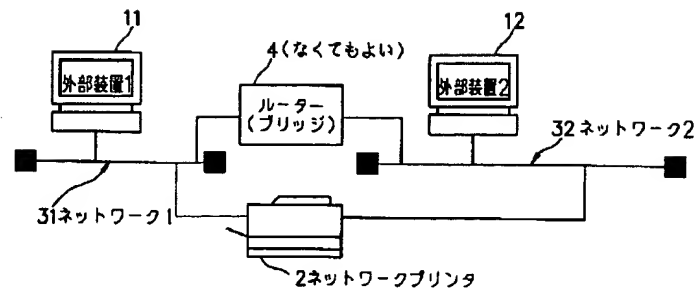 11
12
4(なくてもよい)
外部装置1
ルーター
(ブリッジ)
外部装置2
32ネットワーク2
31ネットワーク1
2ネットワークプリンタ